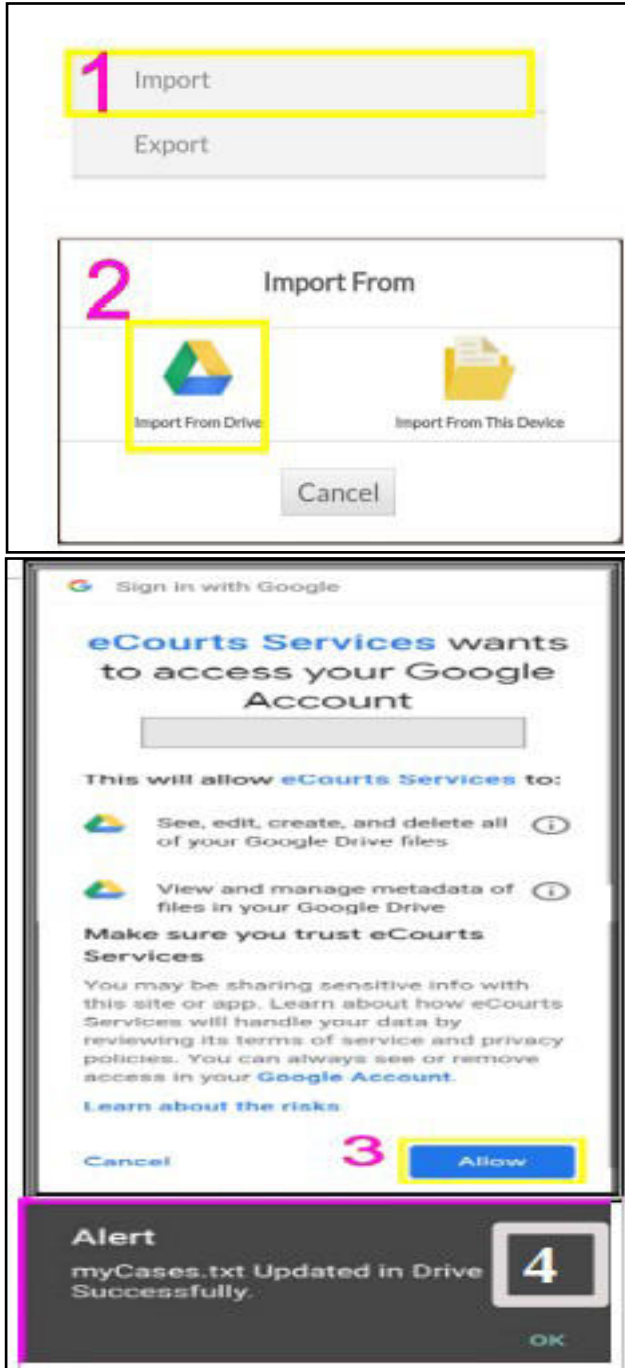 1 Import
Export
2 Import From
Import From Drive Import From This Device
Cancel
G Sign in with Google
eCourts Services wants
to access your Google
Account
This will allow eCourts Services to:
See, edit, create, and delete all
of your Google Drive files
View and manage metadata of
files in your Google Drive
Make sure you trust eCourts
Services
You may be sharing sensitive info with
this site or app. Learn about how eCourts
Services will handle your data by
reviewing its terms of service and privacy
policies. You can always see or remove
access in your Google Account.
Learn about the risks
Cancel 3 Allow
Alert
myCases.txt Updated in Drive 4
Successfully.
OK